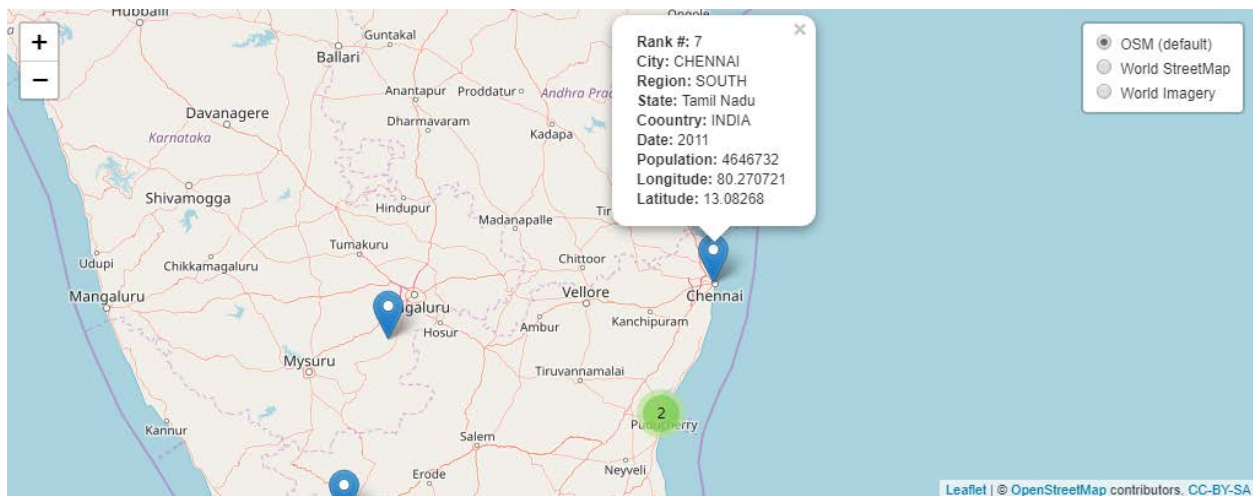 Hubballi
Ongole
+
−
Guntakal
Ballari
×
Rank #: 7
City: CHENNAI
Region: SOUTH
State: Tamil Nadu
Coountry: INDIA
Date: 2011
Population: 4646732
Longitude: 80.270721
Latitude: 13.08268
OSM (default)
World StreetMap
World Imagery
Anantapur
Proddatur
Andhra Prad
Davanagere
Dharmavaram
Kadapa
Karnataka
Shivamogga
Hindupur
Madanapalle
Tir
Tumakuru
Udupi
Chikkamagaluru
Chittoor
Mangaluru
galuru
Vellore
Chennai
Hosur
Ambur
Kanchipuram
Mysuru
Tiruvannamalai
2
Puducherry
Kannur
Salem
Erode
Neyveli
Leaflet | © OpenStreetMap contributors, CC-BY-SA